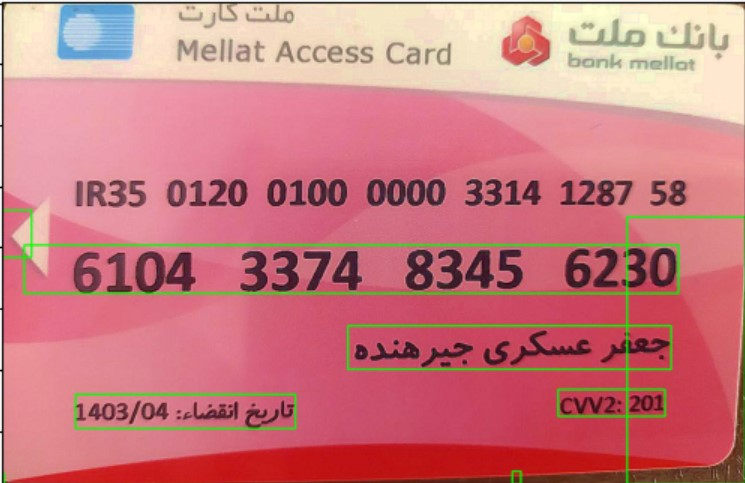 ملت کارت
Mellat Access Card
بانك ملت
bank mellat
IR35 0120 0100 0000 3314 1287 58
6104 3374 8345 6230
جعفر عسکری جیرهنده
تاریخ انقضاء: 1403/04
CVV2: 201